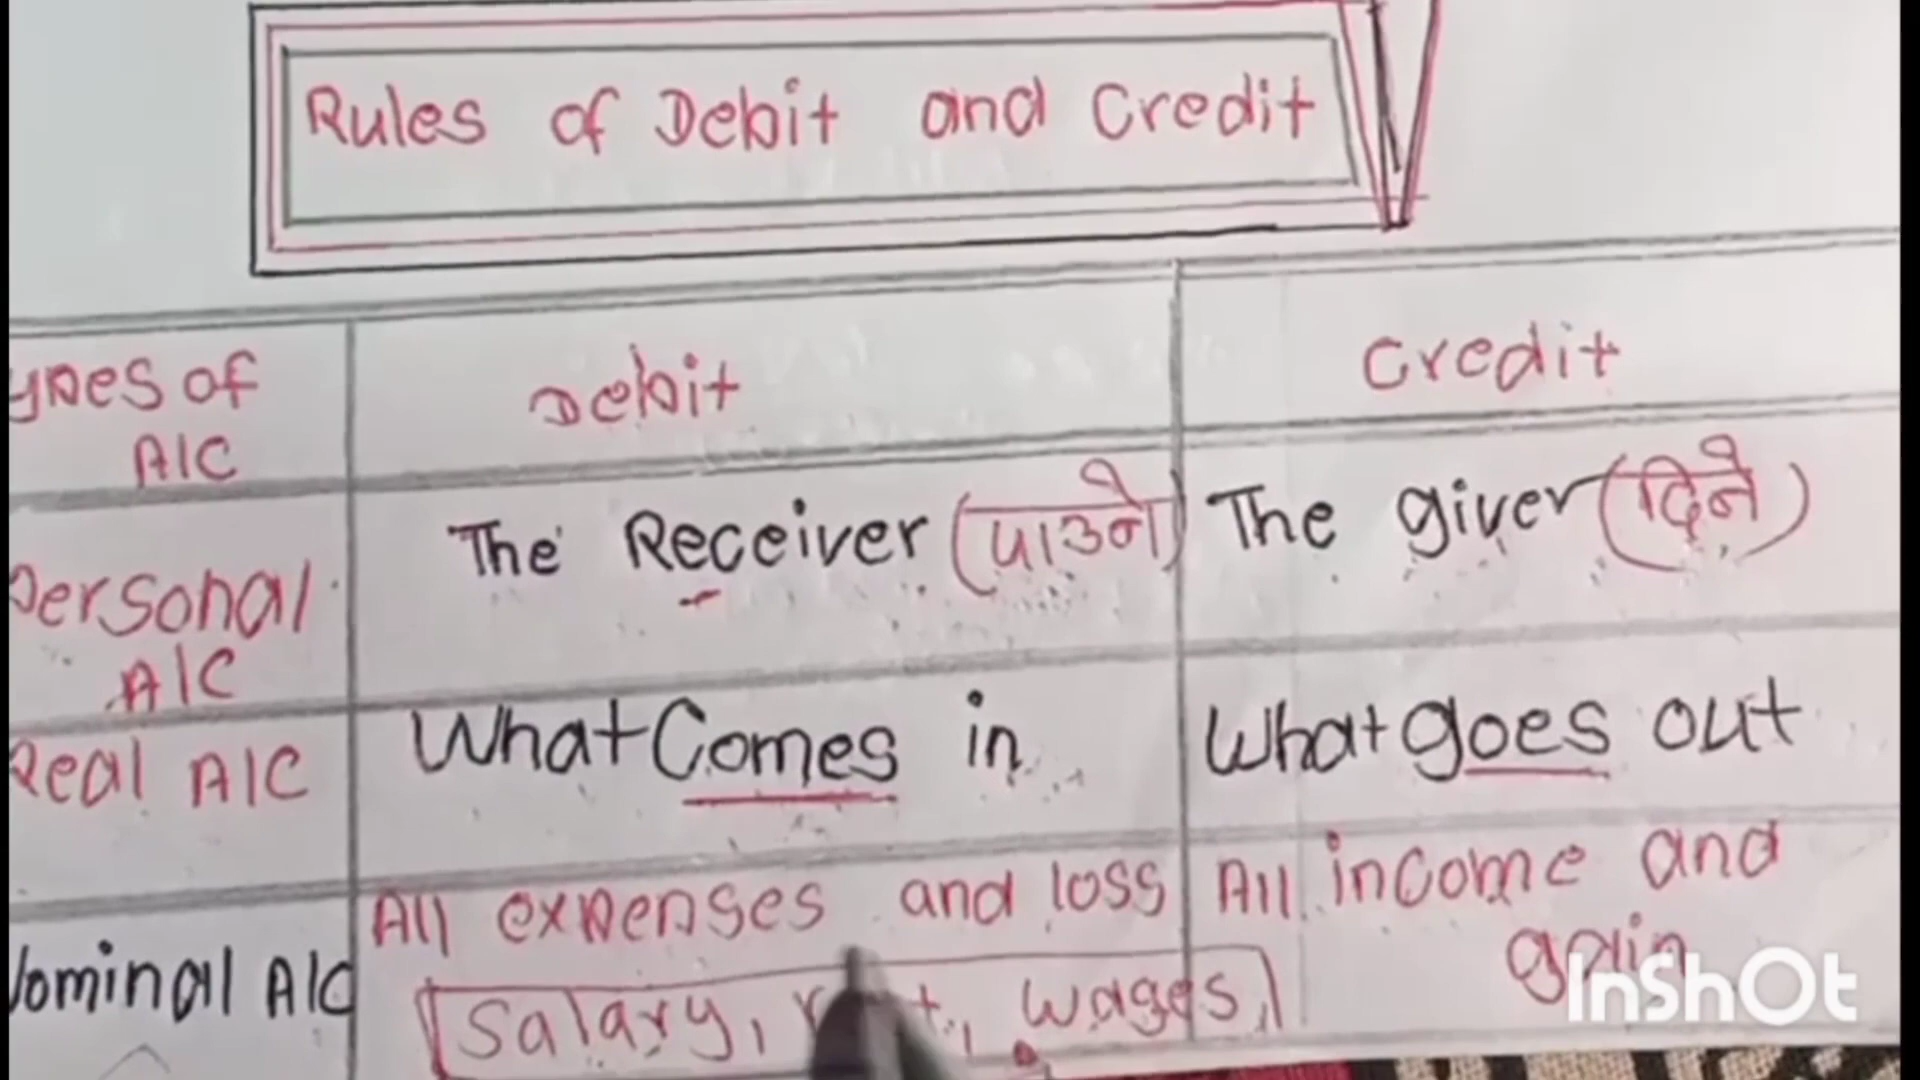 Rules of Debit and Credit
Types of A/C
Debit
Credit
Personal A/C
The Receiver (पाउने)
The giver (दिने)
Real A/C
What Comes in
What goes out
Nominal A/C
All expenses and loss
Salary, wages,
All income and gain
InShOt